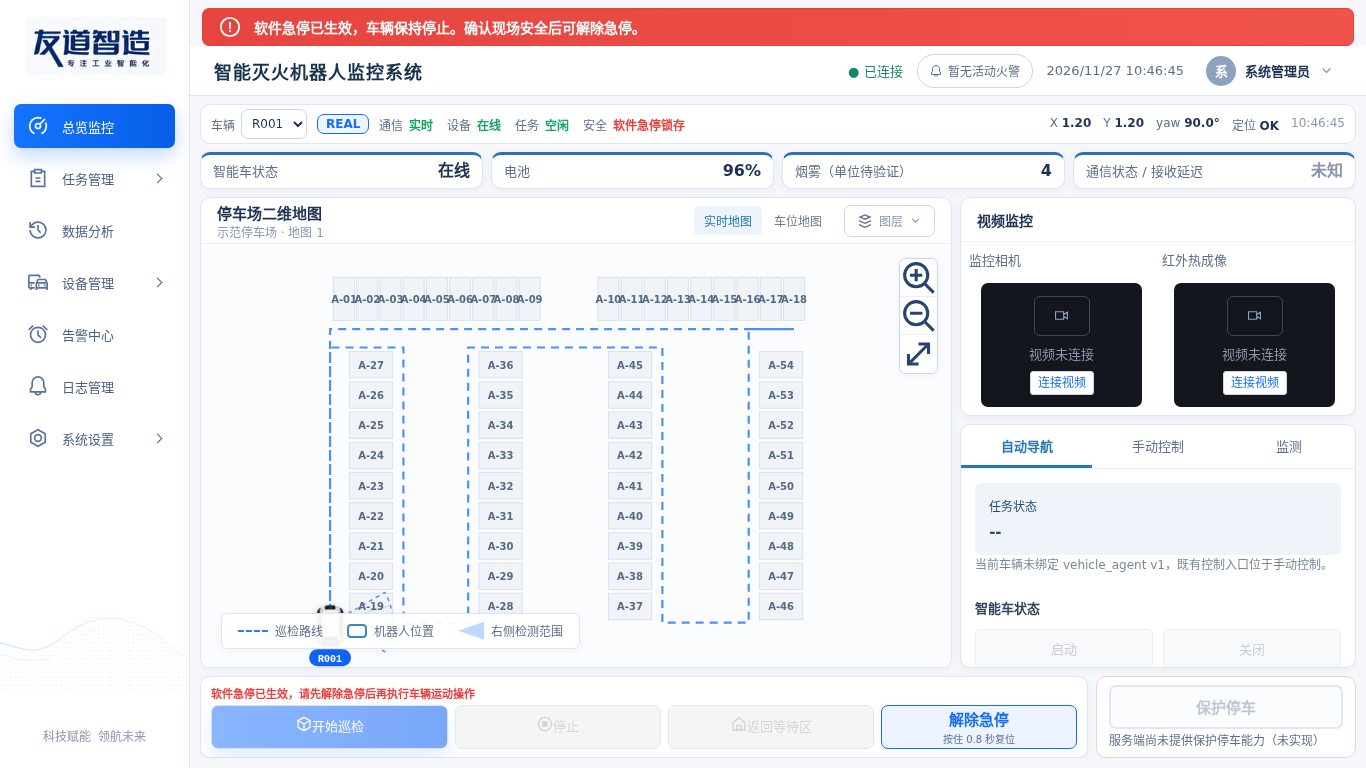 友道智造
专注工业智能化
总览监控
任务管理
数据分析
设备管理
告警中心
日志管理
系统设置
科技赋能 领航未来
软件急停已生效，车辆保持停止。确认现场安全后可解除急停。
智能灭火机器人监控系统
已连接
暂无活动火警
2026/11/27 10:46:45
系
系统管理员
车辆 R001 REAL 通信 实时 设备 在线 任务 空闲 安全 软件急停锁存
X 1.20 Y 1.20 yaw 90.0° 定位 OK 10:46:45
智能车状态 在线
电池 96%
烟雾（单位待验证） 4
通信状态 / 接收延迟 未知
停车场二维地图
示范停车场 · 地图 1
实时地图 车位地图 图层
A-01 A-02 A-03 A-04 A-05 A-06 A-07 A-08 A-09 A-10 A-11 A-12 A-13 A-14 A-15 A-16 A-17 A-18
A-27 A-36 A-45 A-54
A-26 A-35 A-44 A-53
A-25 A-34 A-43 A-52
A-24 A-33 A-42 A-51
A-23 A-32 A-41 A-50
A-22 A-31 A-40 A-49
A-21 A-30 A-39 A-48
A-20 A-29 A-38 A-47
A-19 A-28 A-37 A-46
巡检路线 机器人位置 右侧检测范围
R001
视频监控
监控相机 红外热成像
视频未连接 视频未连接
连接视频 连接视频
自动导航 手动控制 监测
任务状态
--
当前车辆未绑定 vehicle_agent v1，既有控制入口位于手动控制。
智能车状态
启动 关闭
软件急停已生效，请先解除急停后再执行车辆运动操作
开始巡检 停止 返回等待区 解除急停
按住 0.8 秒复位
保护停车
服务端尚未提供保护停车能力（未实现）